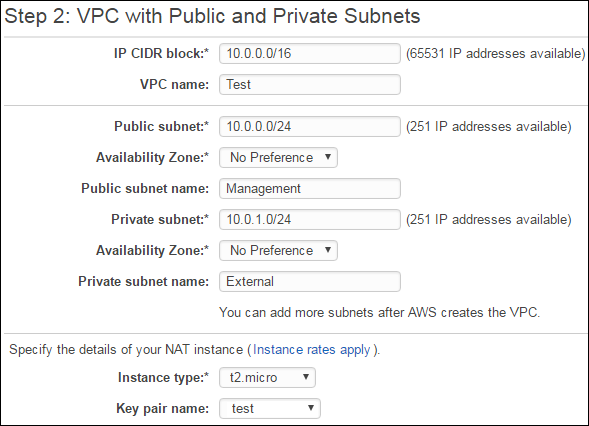 Step 2: VPC with Public and Private Subnets
IP CIDR block:* 10.0.0.0/16 (65531 IP addresses available)
VPC name: Test
Public subnet:* 10.0.0.0/24 (251 IP addresses available)
Availability Zone:* No Preference
Public subnet name: Management
Private subnet:* 10.0.1.0/24 (251 IP addresses available)
Availability Zone:* No Preference
Private subnet name: External
You can add more subnets after AWS creates the VPC.
Specify the details of your NAT instance (Instance rates apply).
Instance type:* t2.micro
Key pair name: test